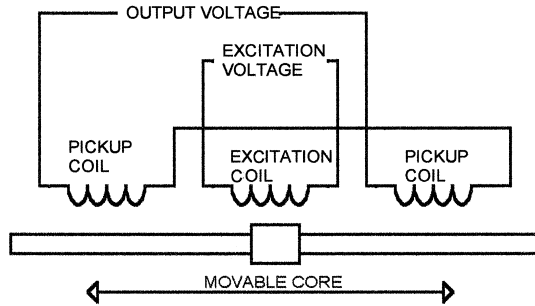 OUTPUT VOLTAGE
EXCITATION
VOLTAGE
PICKUP
COIL
EXCITATION
COIL
PICKUP
COIL
MOVABLE CORE